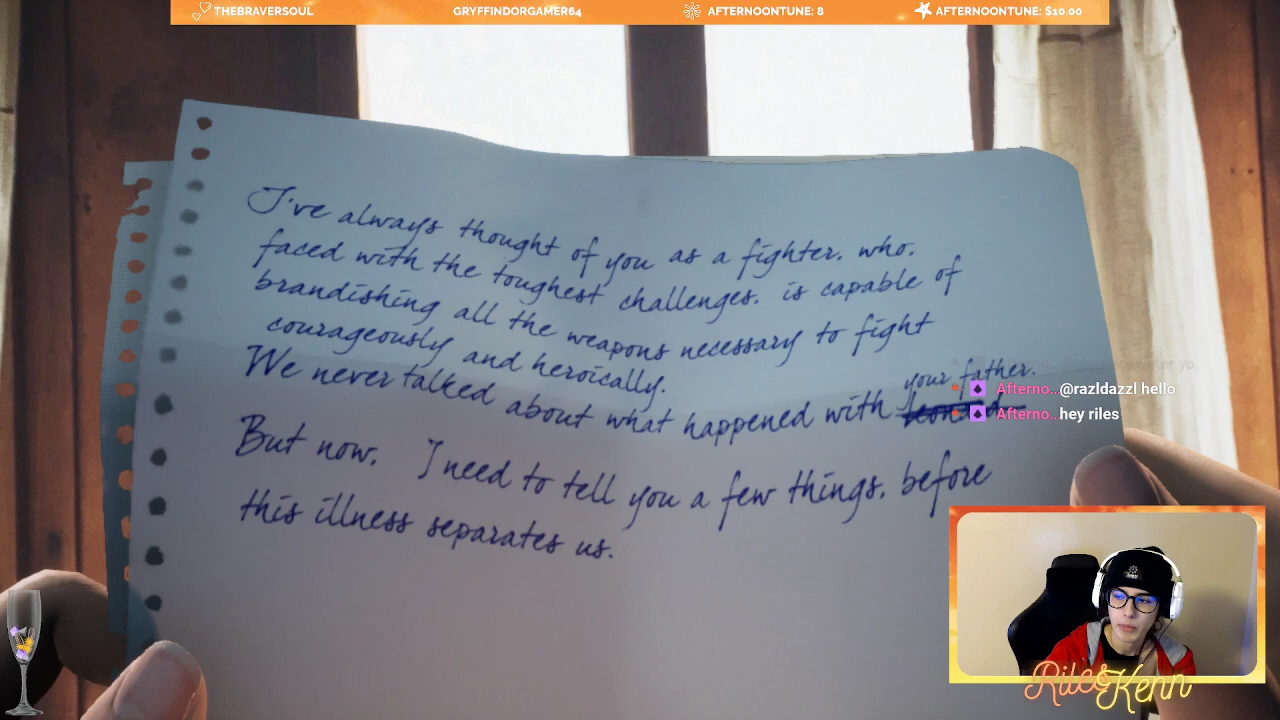 THEBRAVERSOUL
GRYFFINDORGAMER64
AFTERNOONTUNE: 8
AFTERNOONTUNE: $10.00
I've always thought of you as a fighter. who.
faced with the toughest challenges. is capable of
brandishing all the weapons necessary to fight
courageously and heroically.
We never talked about what happened with your father.
But now. I need to tell you a few things. before
this illness separates us.
Afterno...@razldazzl hello
Afterno...hey riles
Riles Kenn